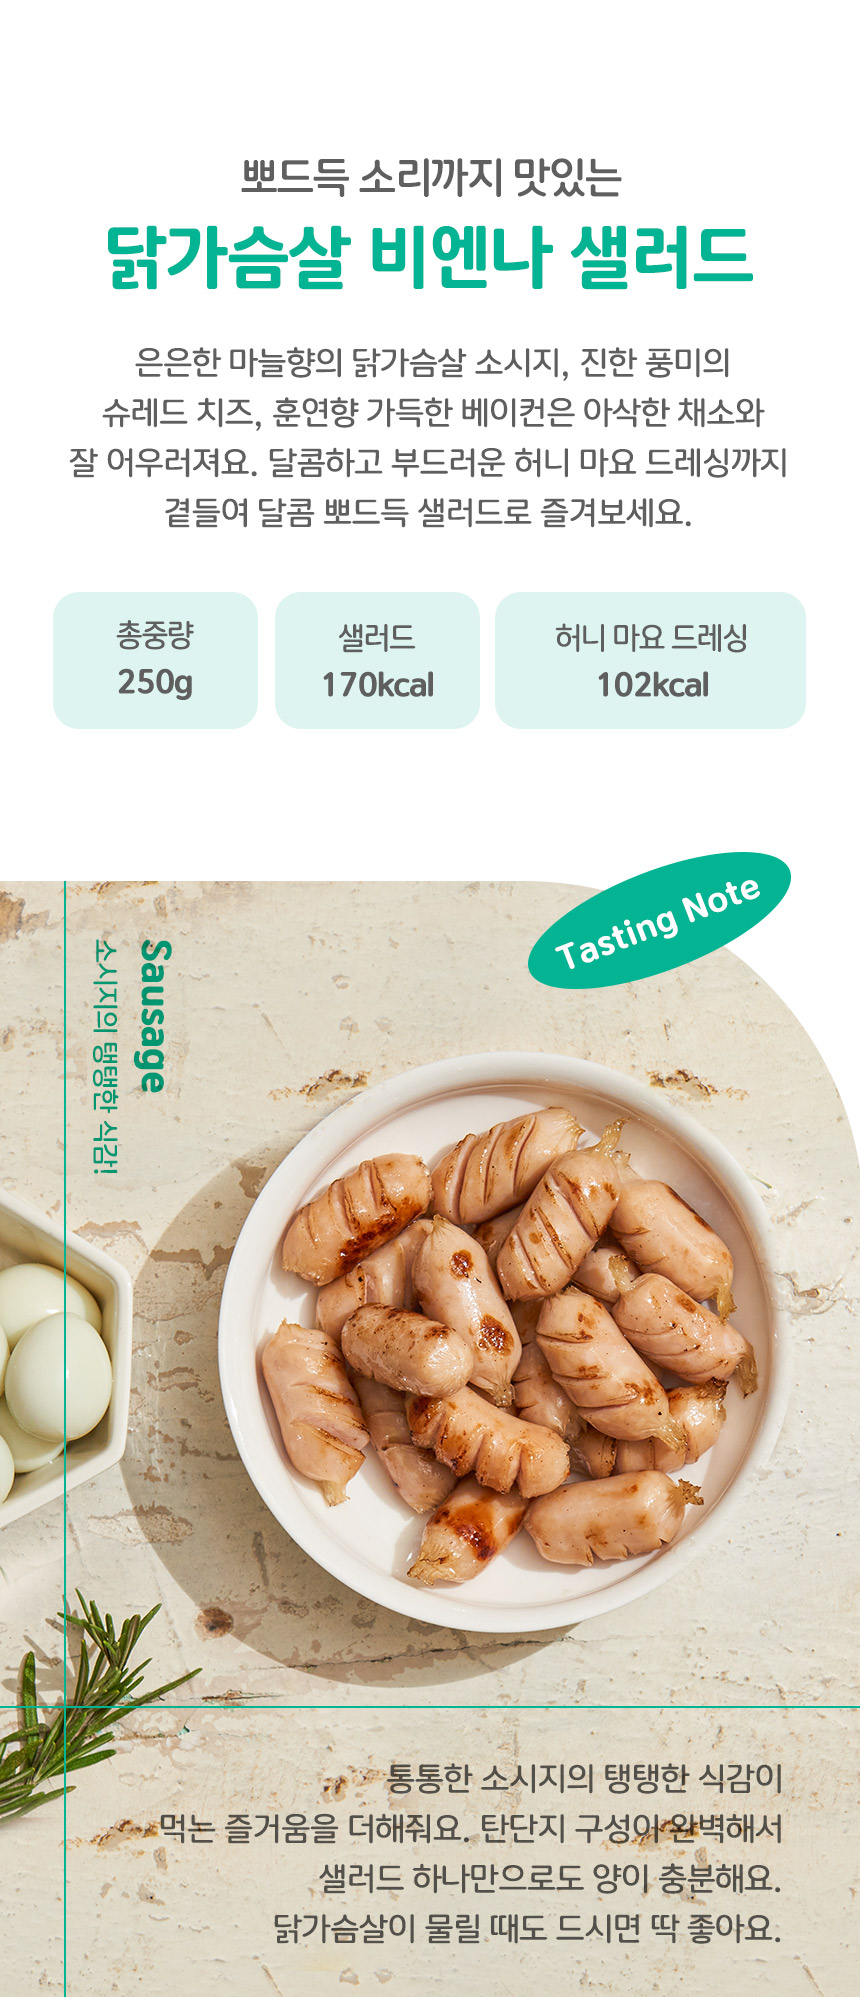 뽀드득 소리까지 맛있는
닭가슴살 비엔나 샐러드
은은한 마늘향의 닭가슴살 소시지, 진한 풍미의
슈레드 치즈, 훈연향 가득한 베이컨은 아삭한 채소와
잘 어우러져요. 달콤하고 부드러운 허니 마요 드레싱까지
곁들여 달콤 뽀드득 샐러드로 즐겨보세요.
총중량
250g
샐러드
170kcal
허니 마요 드레싱
102kcal
Tasting Note
Sausage
소시지의 탱탱한 식감!
통통한 소시지의 탱탱한 식감이
먹는 즐거움을 더해줘요. 탄단지 구성이 완벽해서
샐러드 하나만으로도 양이 충분해요.
닭가슴살이 물릴 때도 드시면 딱 좋아요.